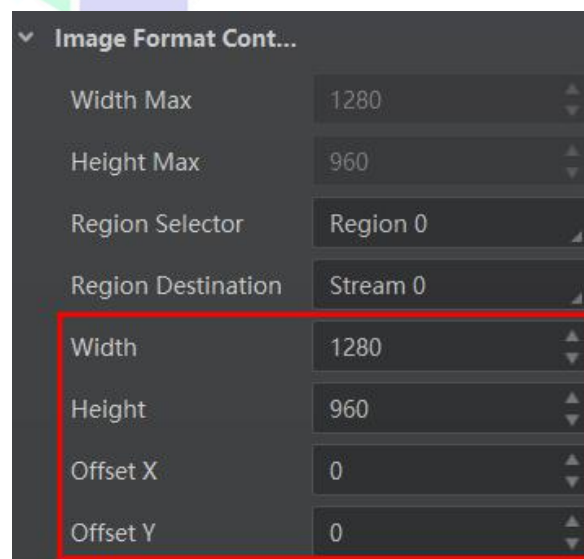 Image Format Cont...
Width Max 1280
Height Max 960
Region Selector Region 0
Region Destination Stream 0
Width 1280
Height 960
Offset X 0
Offset Y 0